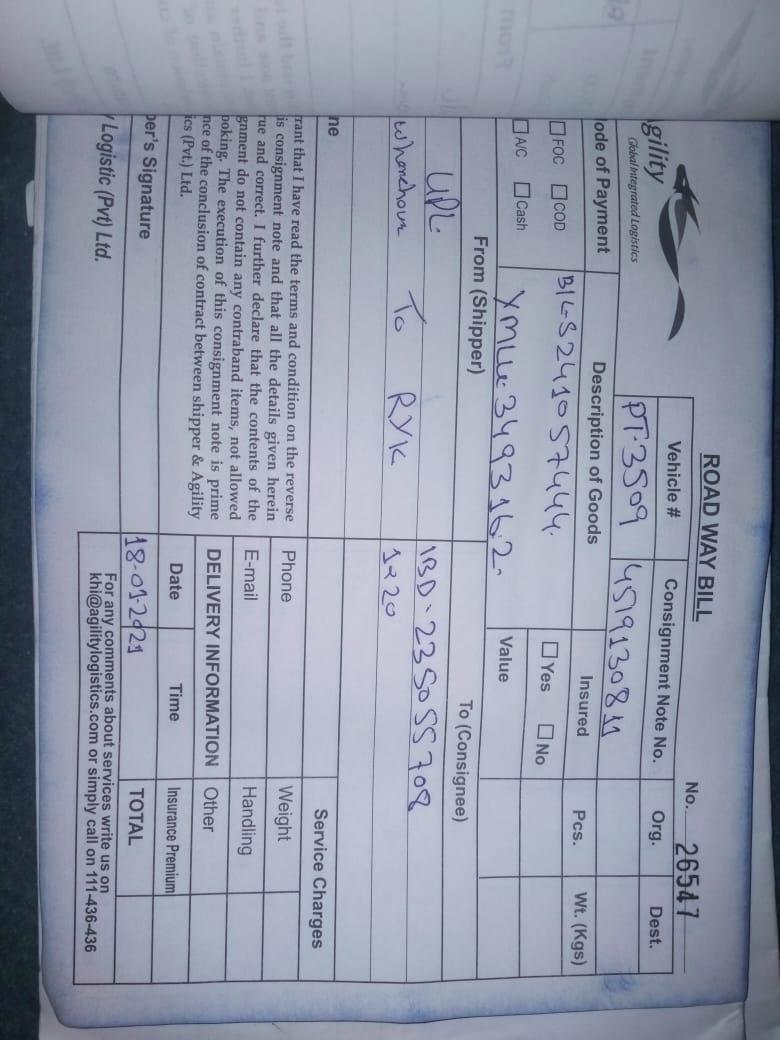 ROAD WAY BILL
No. 26547
gility
Global Integrated Logistics
Vehicle #
Consignment Note No.
Org.
Dest.
PT-3509
4519130811
ode of Payment
Description of Goods
Insured
Pcs.
Wt. (Kgs)
FOC COD
B/L-S241057444.
Yes No
A/C Cash
349316.2-
Value
From (Shipper)
To (Consignee)
UPL
IBD-235055708
To RYK
1220
ne
Service Charges
rrant that I have read the terms and condition on the reverse
is consignment note and that all the details given herein
rue and correct. I further declare that the contents of the
gnment do not contain any contraband items, not allowed
ooking. The execution of this consignment note is prime
nce of the conclusion of contract between shipper & Agility
ics (Pvt.) Ltd.
Phone
Weight
E-mail
Handling
DELIVERY INFORMATION
Other
Date
Time
Insurance Premium
per's Signature
18-01-2021
TOTAL
y Logistic (Pvt) Ltd.
For any comments about services write us on
khi@agilitylogistics.com or simply call on 111-436-436